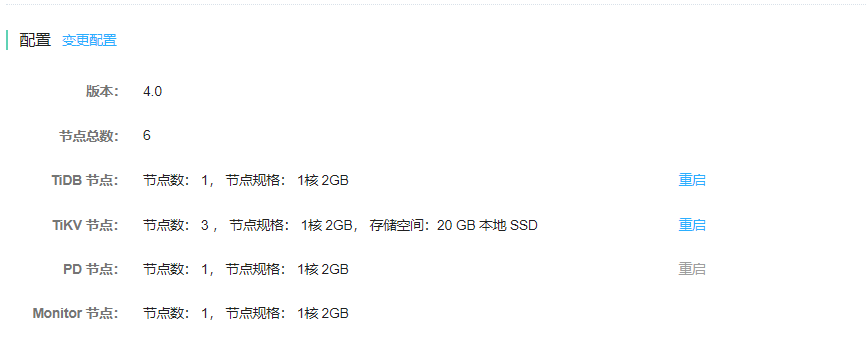 配置 变更配置
版本： 4.0
节点总数： 6
TiDB 节点： 节点数： 1， 节点规格： 1核 2GB 重启
TiKV 节点： 节点数： 3 ， 节点规格： 1核 2GB， 存储空间：20 GB 本地 SSD 重启
PD 节点： 节点数： 1， 节点规格： 1核 2GB 重启
Monitor 节点： 节点数： 1， 节点规格： 1核 2GB